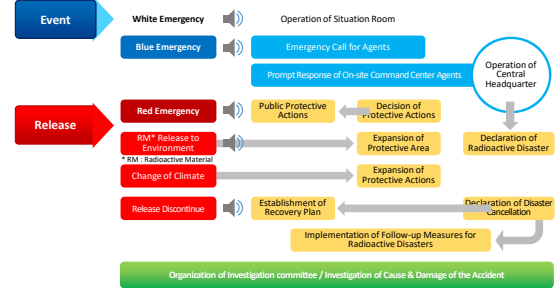 Event
White Emergency
Operation of Situation Room
Blue Emergency
Emergency Call for Agents
Prompt Response of On-site Command Center Agents
Operation of
Central
Headquarter
Release
Red Emergency
Public Protective
Actions
Decision of
Protective Actions
RM* Release to
Environment
* RM : Radioactive Material
Expansion of
Protective Area
Declaration of
Radioactive Disaster
Change of Climate
Expansion of
Protective Actions
Release Discontinue
Establishment of
Recovery Plan
Declaration of Disaster
Cancellation
Implementation of Follow-up Measures for
Radioactive Disasters
Organization of Investigation committee / Investigation of Cause & Damage of the Accident